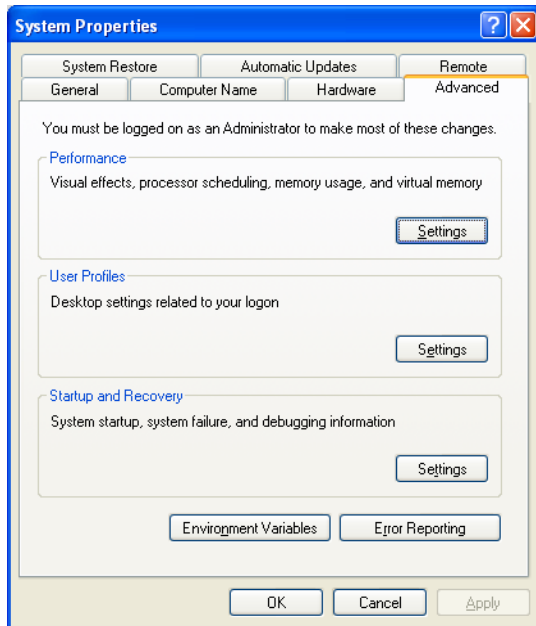 System Properties
System Restore Automatic Updates Remote
General Computer Name Hardware Advanced
You must be logged on as an Administrator to make most of these changes.
Performance
Visual effects, processor scheduling, memory usage, and virtual memory
Settings
User Profiles
Desktop settings related to your logon
Settings
Startup and Recovery
System startup, system failure, and debugging information
Settings
Environment Variables Error Reporting
OK Cancel Apply